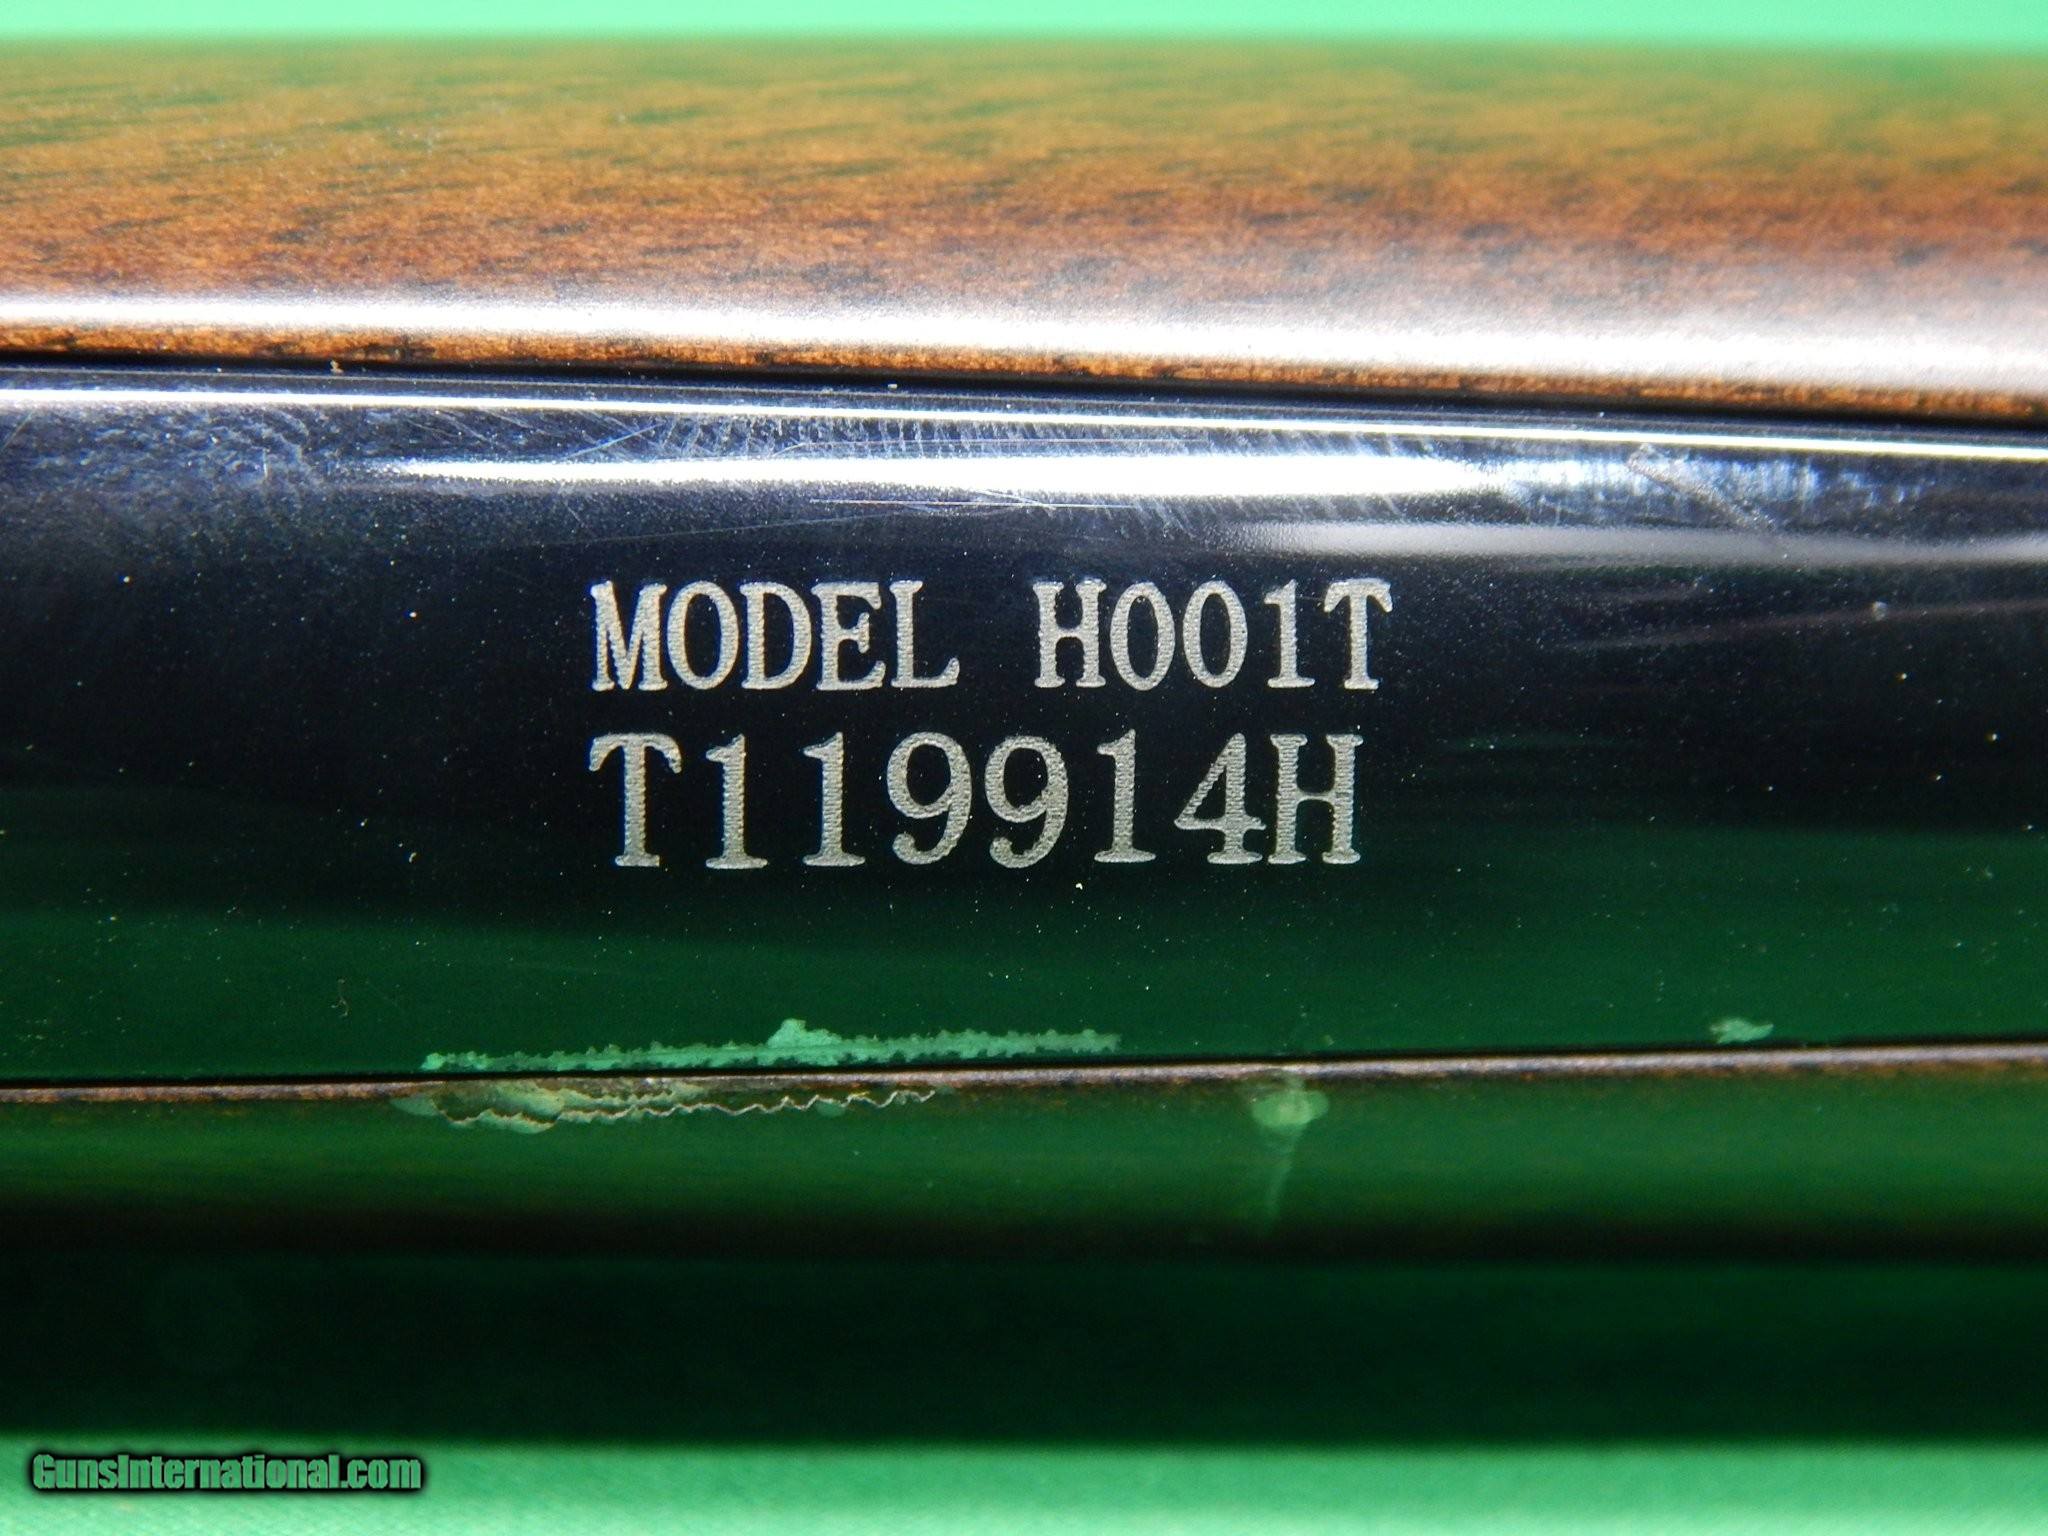 MODEL H001T
T119914H
GunsInternational.com